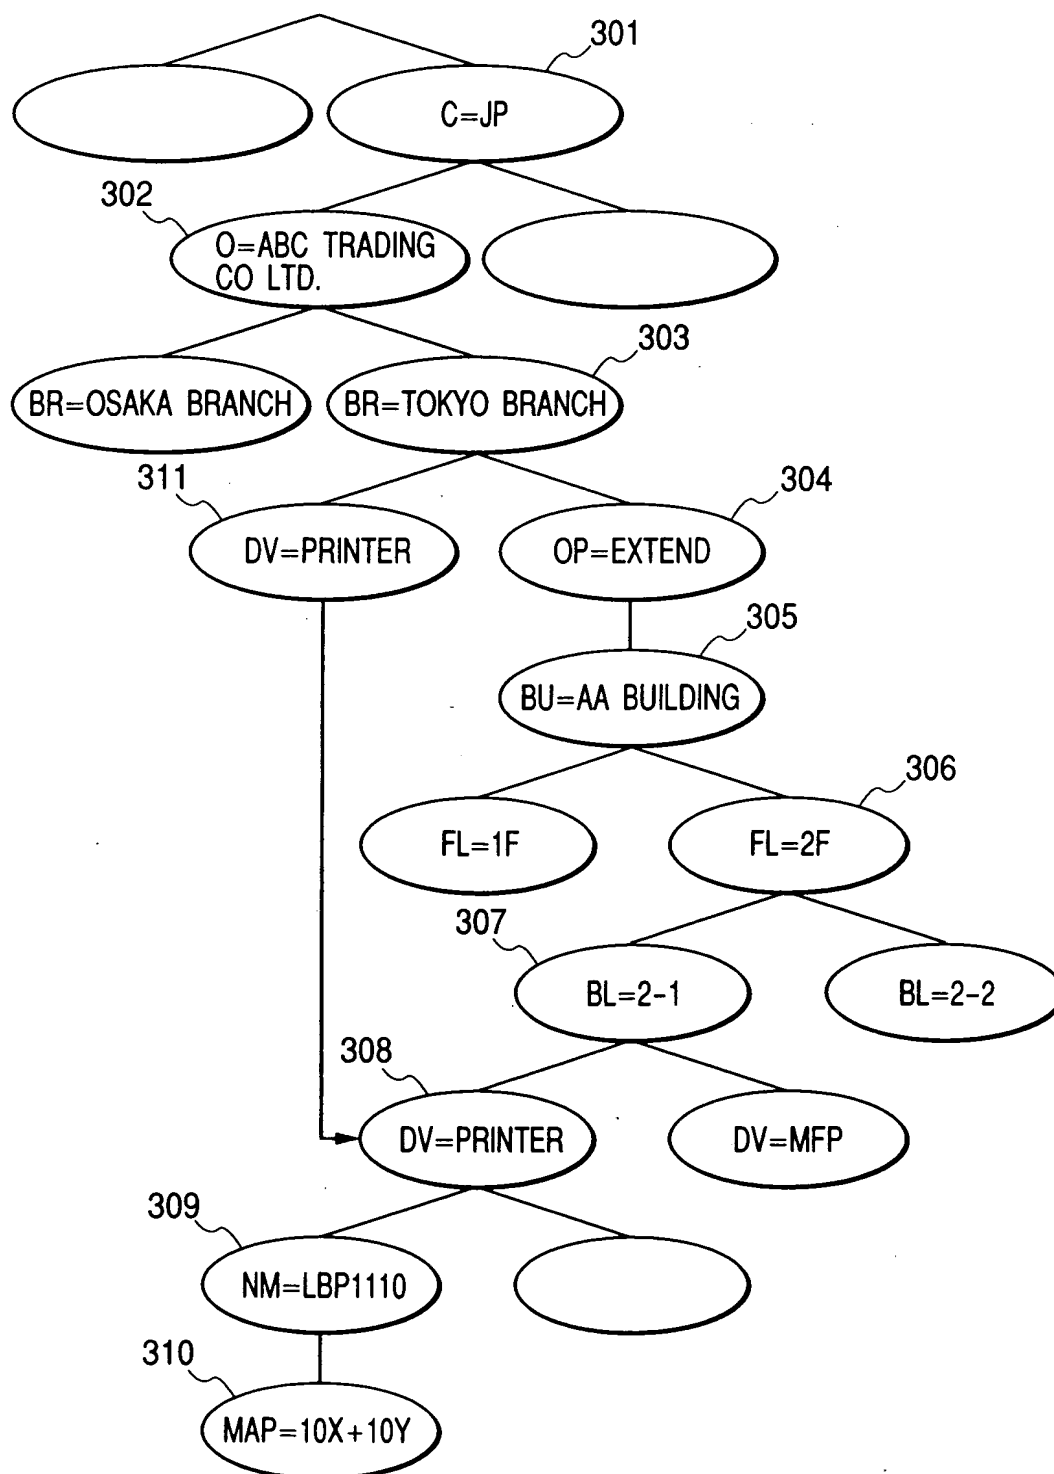 301
C=JP
302
O=ABC TRADING
CO LTD.
303
BR=OSAKA BRANCH
BR=TOKYO BRANCH
311
304
DV=PRINTER
OP=EXTEND
305
BU=AA BUILDING
306
FL=1F
FL=2F
307
BL=2-1
BL=2-2
308
DV=PRINTER
DV=MFP
309
NM=LBP1110
310
MAP=10X+10Y